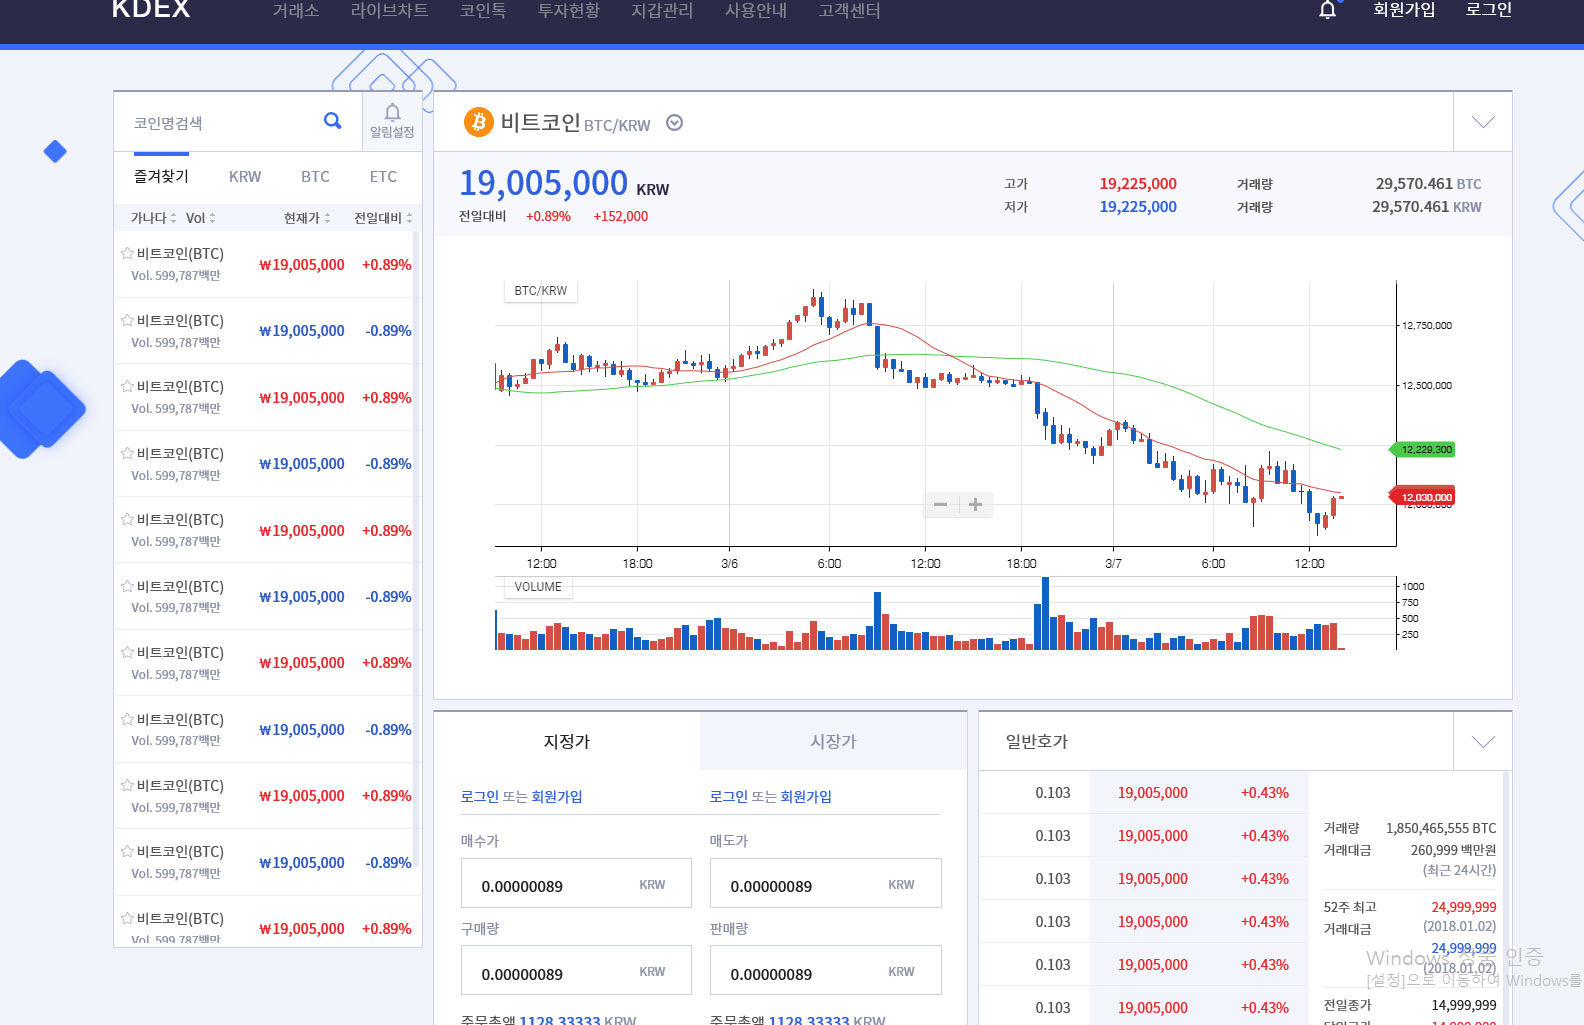 KDEX 거래소 라이브차트 코인톡 투자현황 지갑관리 사용안내 고객센터 회원가입 로그인
코인명검색 알림설정
즐겨찾기 KRW BTC ETC
가나다 Vol 현재가 전일대비
비트코인(BTC) ₩19,005,000 +0.89%
Vol. 599,787백만
비트코인(BTC) ₩19,005,000 -0.89%
Vol. 599,787백만
비트코인(BTC) ₩19,005,000 +0.89%
Vol. 599,787백만
비트코인(BTC) ₩19,005,000 -0.89%
Vol. 599,787백만
비트코인(BTC) ₩19,005,000 +0.89%
Vol. 599,787백만
비트코인(BTC) ₩19,005,000 -0.89%
Vol. 599,787백만
비트코인(BTC) ₩19,005,000 +0.89%
Vol. 599,787백만
비트코인(BTC) ₩19,005,000 -0.89%
Vol. 599,787백만
비트코인(BTC) ₩19,005,000 +0.89%
Vol. 599,787백만
비트코인(BTC) ₩19,005,000 -0.89%
Vol. 599,787백만
비트코인(BTC) ₩19,005,000 +0.89%
Vol. 599,787백만
비트코인 BTC/KRW
19,005,000 KRW
전일대비 +0.89% +152,000
고가 19,225,000 거래량 29,570.461 BTC
저가 19,225,000 거래량 29,570.461 KRW
BTC/KRW
12,750,000
12,500,000
12,229,300
12,030,000
12,000,000
12:00 18:00 3/6 6:00 12:00 18:00 3/7 6:00 12:00
VOLUME
1000
750
500
250
지정가 시장가
로그인 또는 회원가입 로그인 또는 회원가입
매수가 매도가
0.00000089 KRW 0.00000089 KRW
구매량 판매량
0.00000089 KRW 0.00000089 KRW
주문총액 1128.33333 KRW 주문총액 1128.33333 KRW
일반호가
0.103 19,005,000 +0.43%
0.103 19,005,000 +0.43%
0.103 19,005,000 +0.43%
0.103 19,005,000 +0.43%
0.103 19,005,000 +0.43%
0.103 19,005,000 +0.43%
거래량 1,850,465,555 BTC
거래대금 260,999 백만원
(최근 24시간)
52주 최고 24,999,999
거래대금 (2018.01.02)
24,999,999
(2018.01.02)
전일종가 14,999,999
Windows 정품 인증
[설정]으로 이동하여 Windows를